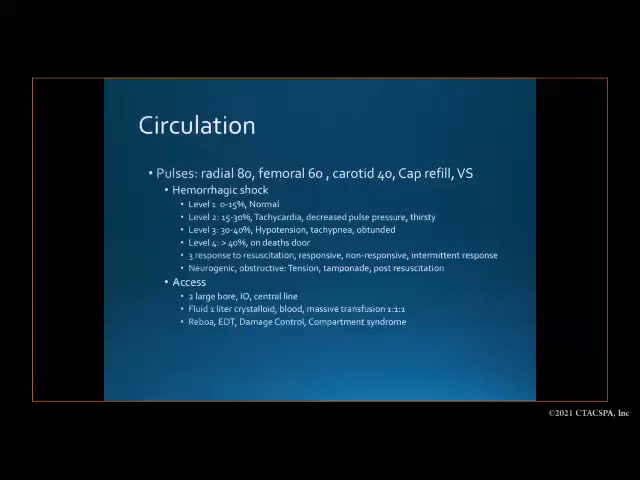 Circulation
• Pulses: radial 80, femoral 60 , carotid 40, Cap refill, VS
• Hemorrhagic shock
• Level 1 0-15%, Normal
• Level 2: 15-30%, Tachycardia, decreased pulse pressure, thirsty
• Level 3: 30-40%, Hypotension, tachypnea, obtunded
• Level 4: > 40%, on deaths door
• 3 response to resuscitation, responsive, non-responsive, intermittent response
• Neurogenic, obstructive: Tension, tamponade, post resuscitation
• Access
• 2 large bore, IO, central line
• Fluid 1 liter crystalloid, blood, massive transfusion 1:1:1
• Reboa, EDT, Damage Control, Compartment syndrome
©2021 CTACSPA, Inc